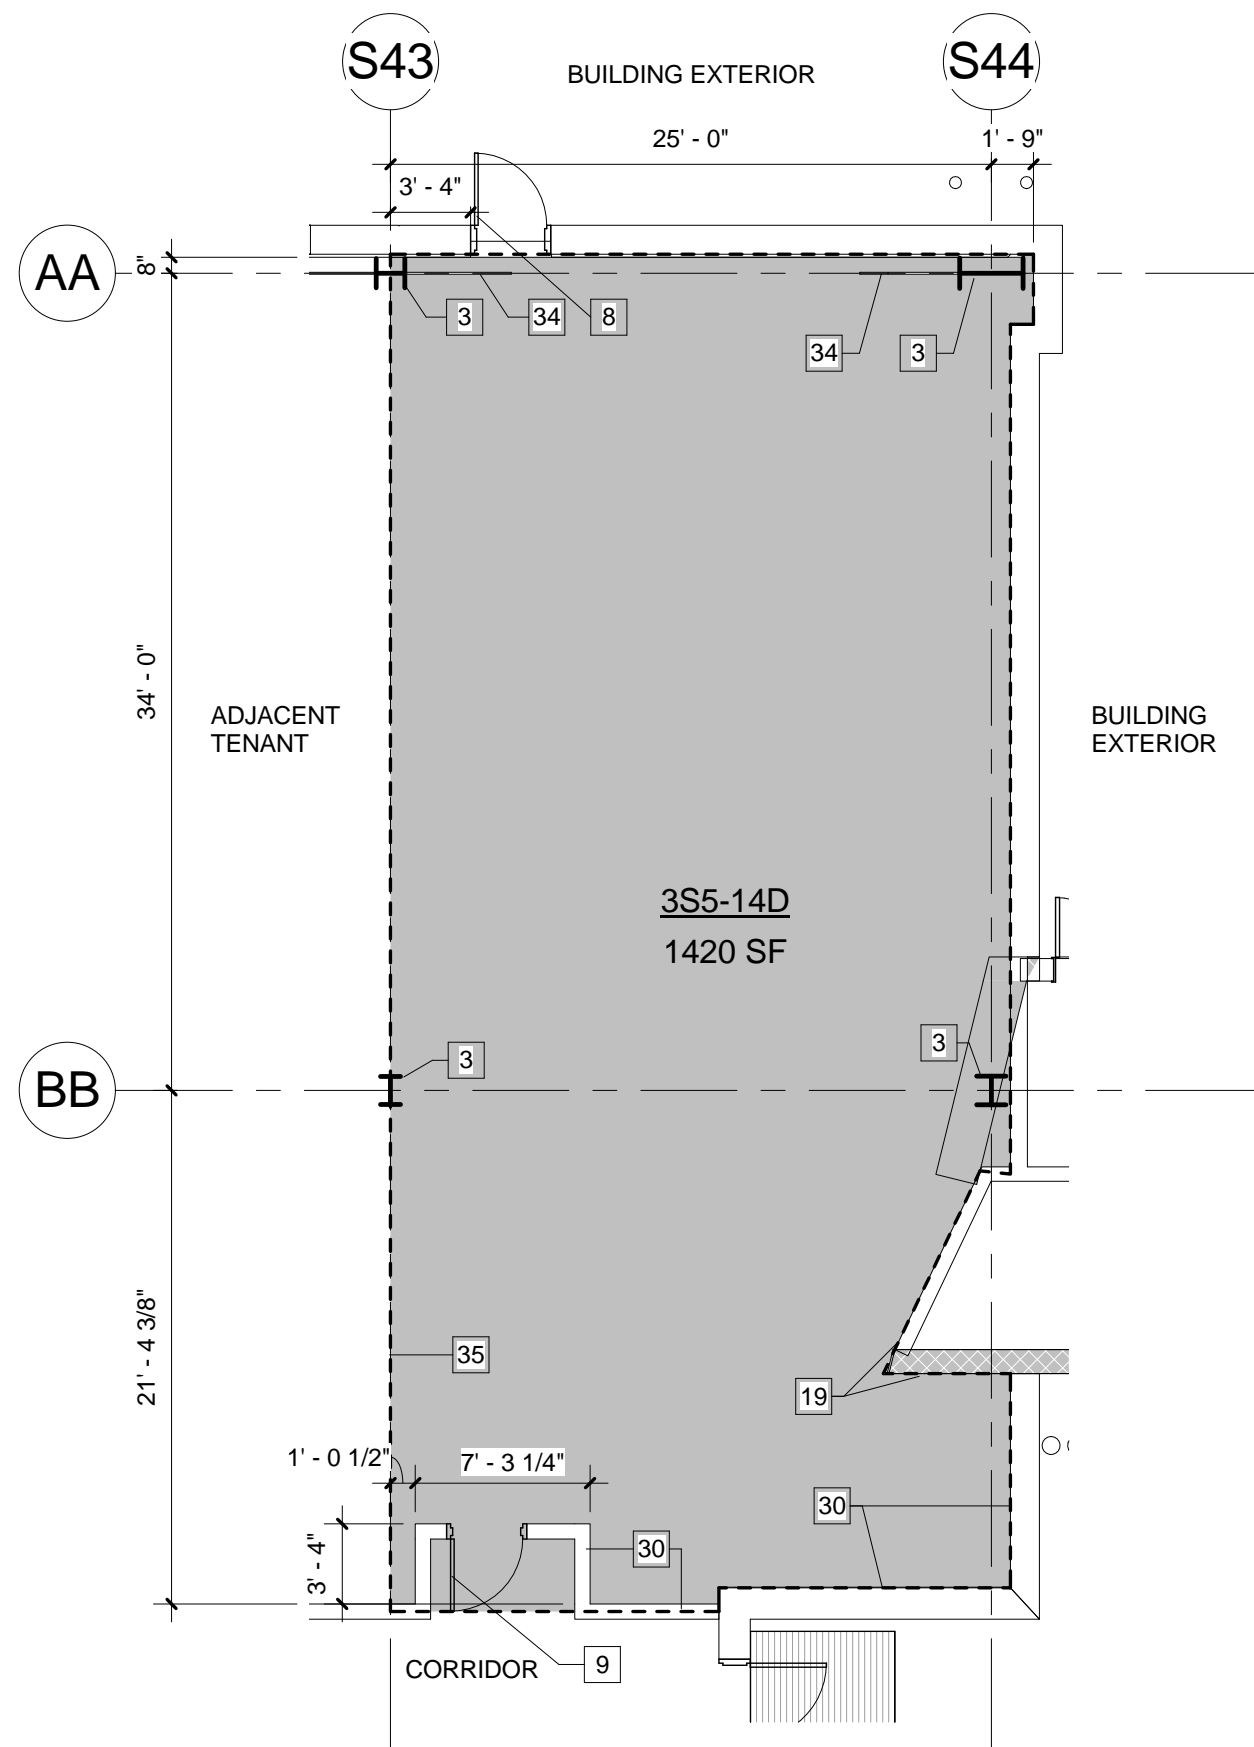 S43
S44
BUILDING EXTERIOR
25' - 0"
1' - 9"
3' - 4"
AA
8"
3
34
8
34
3
34' - 0"
ADJACENT
TENANT
BUILDING
EXTERIOR
3S5-14D
1420 SF
3
3
BB
21' - 4 3/8"
35
19
1' - 0 1/2"
7' - 3 1/4"
30
3' - 4"
30
CORRIDOR
9